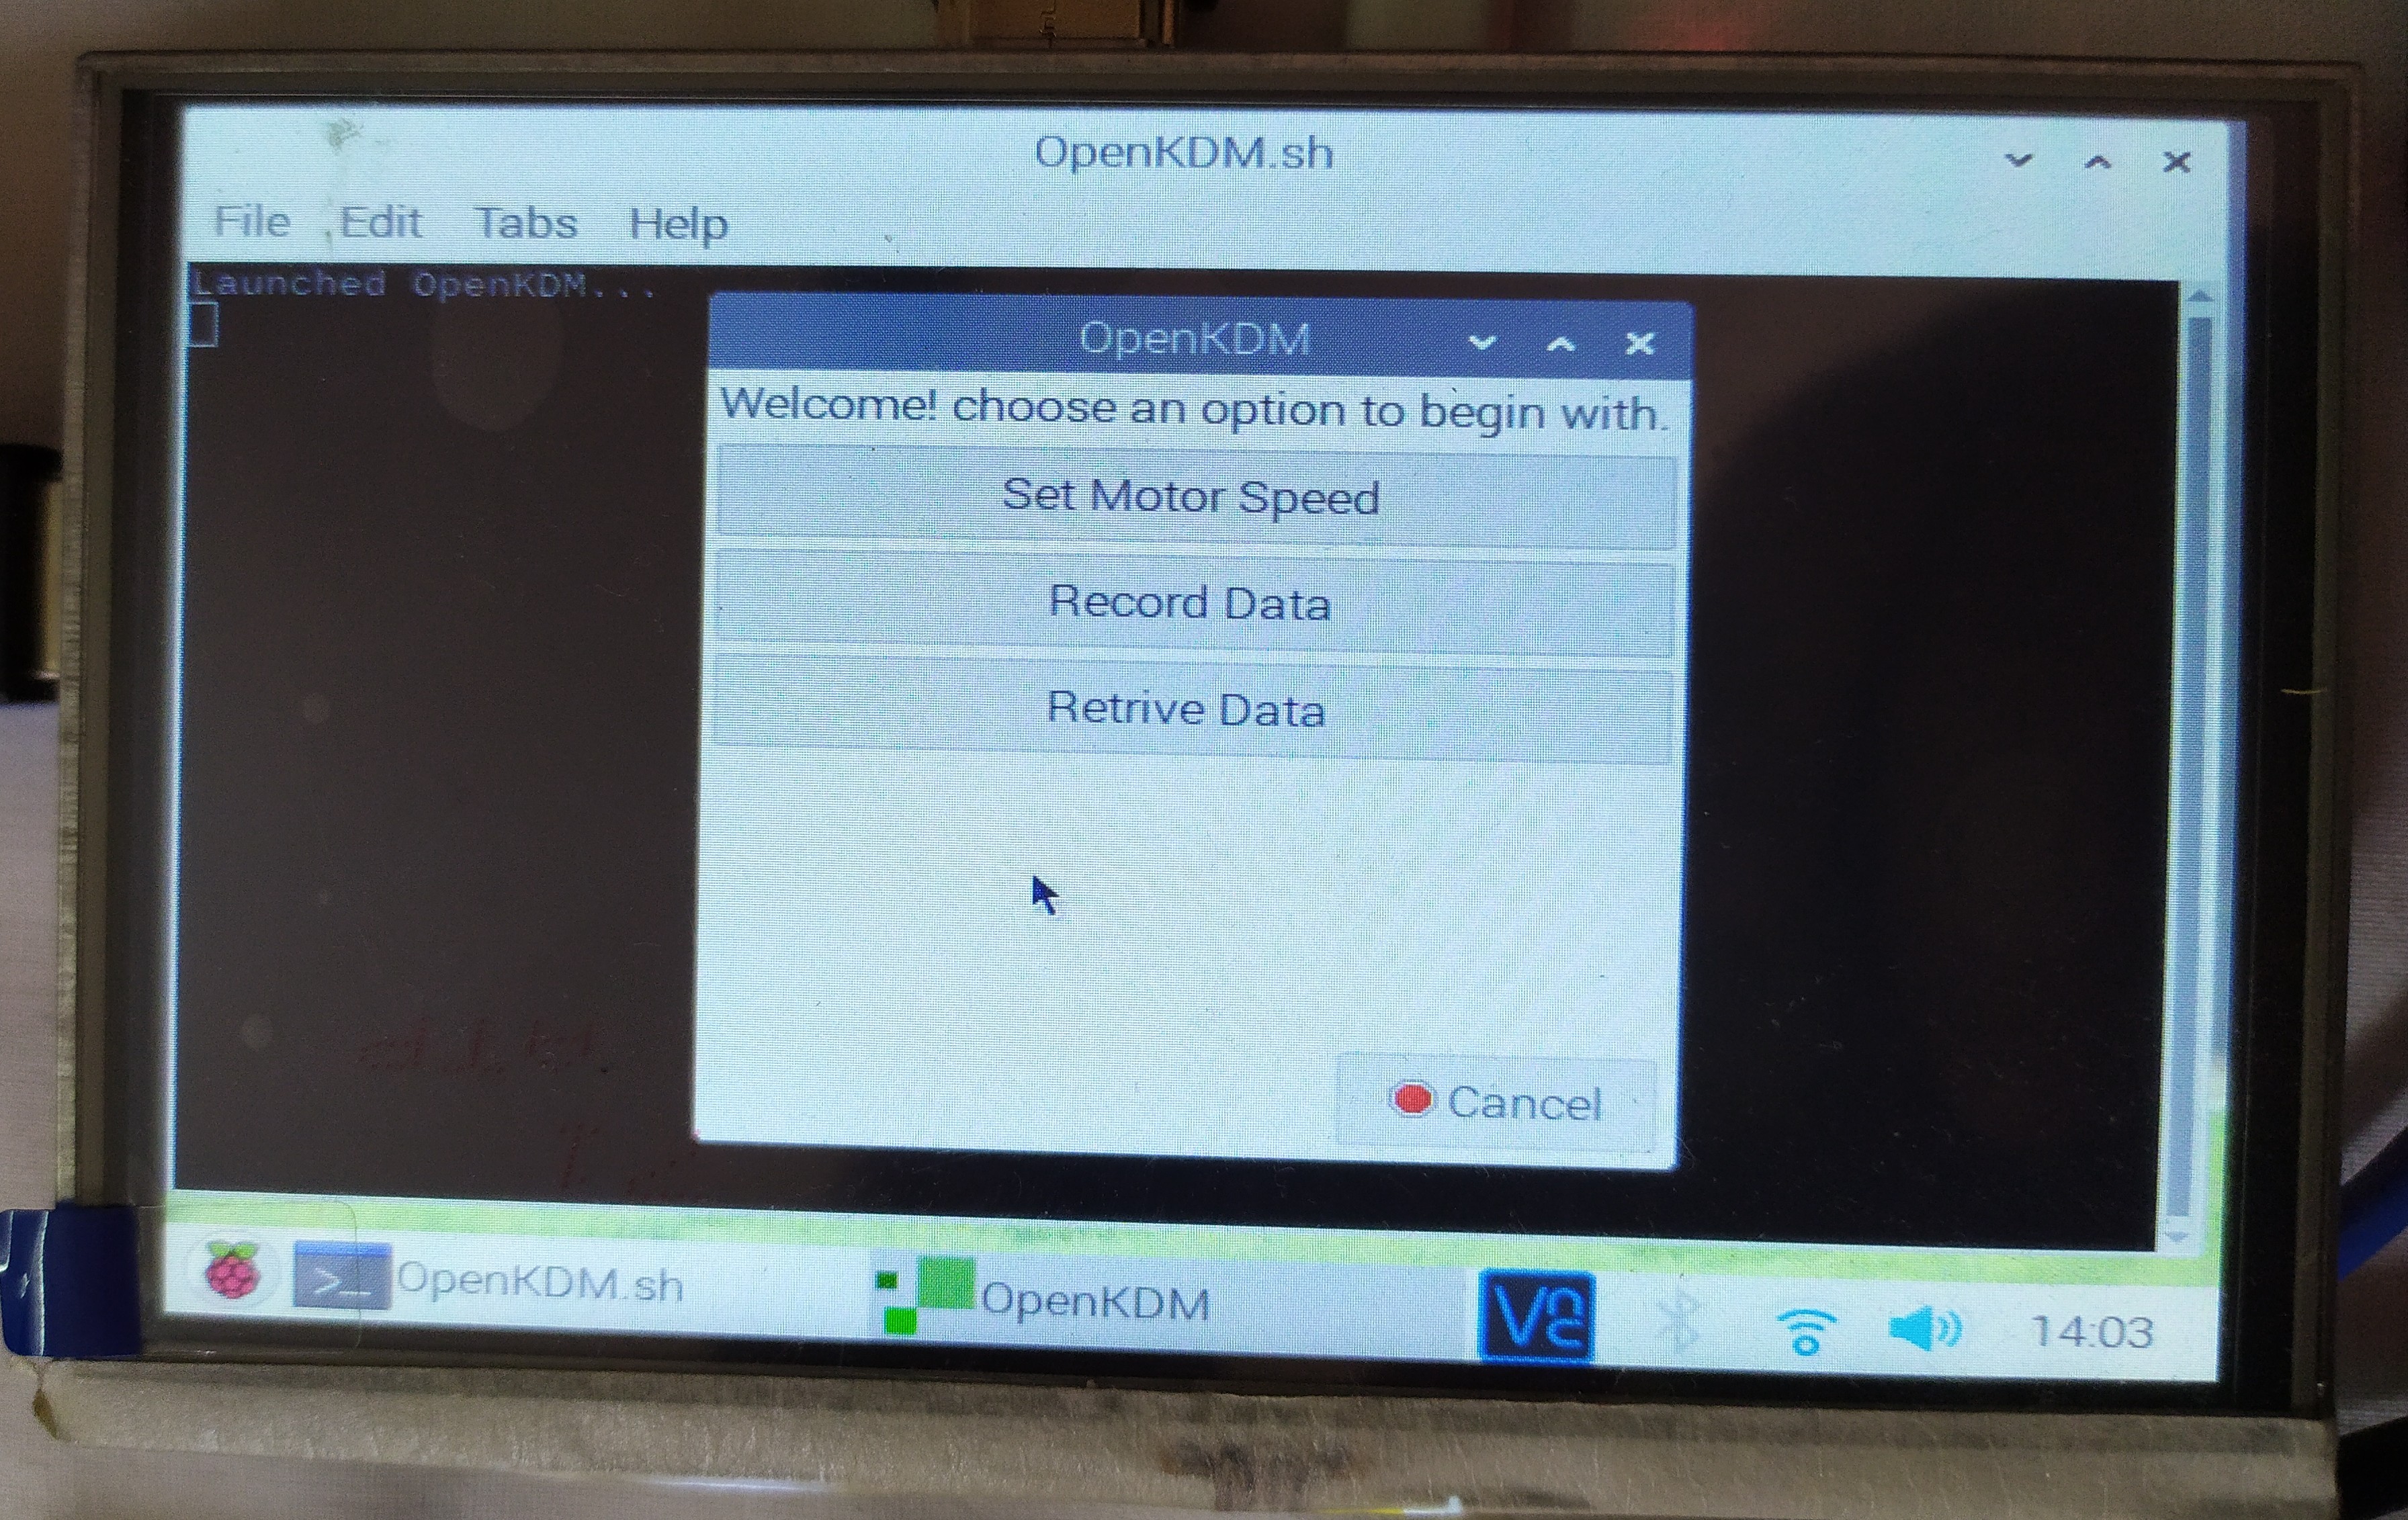 OpenKDM.sh
File Edit Tabs Help
Launched OpenKDM...
OpenKDM
Welcome! choose an option to begin with.
Set Motor Speed
Record Data
Retrive Data
Cancel
OpenKDM.sh
OpenKDM
VNC
14:03